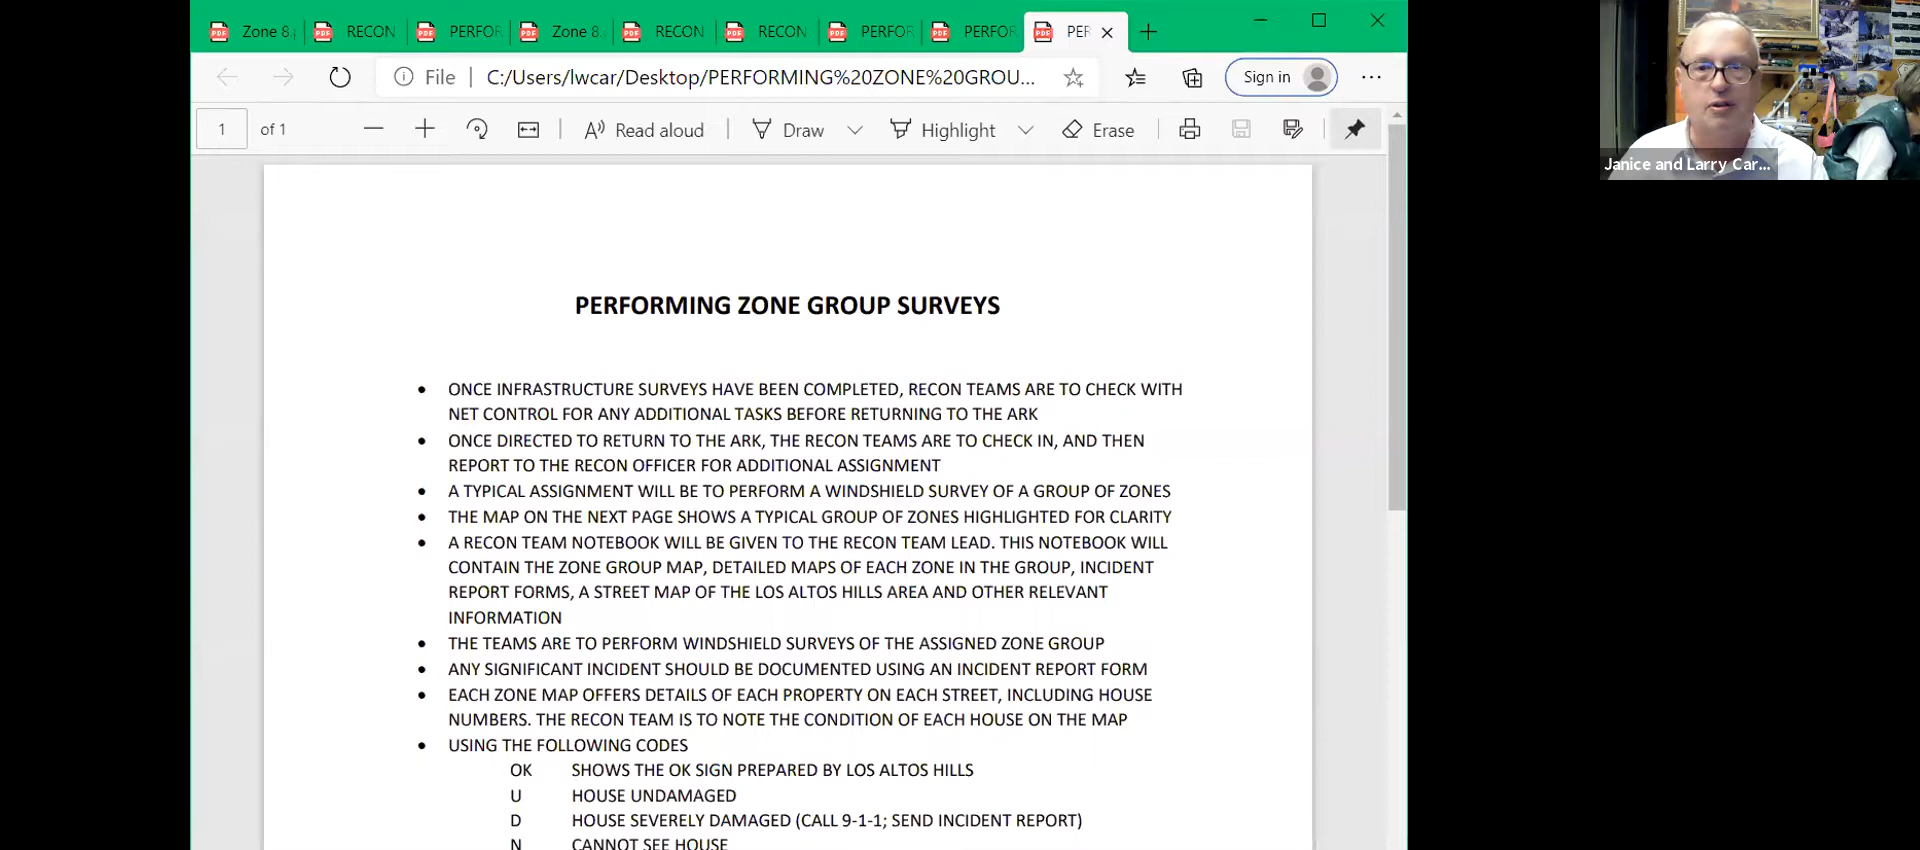 Zone 8.
RECON
PERFOR
Zone 8.
RECON
RECON
PERFOR
PERFOR
PER
File
C:/Users/lwcar/Desktop/PERFORMING%20ZONE%20GROU...
Sign in
1
of 1
Read aloud
Draw
Highlight
Erase
Janice and Larry Car...
PERFORMING ZONE GROUP SURVEYS
• ONCE INFRASTRUCTURE SURVEYS HAVE BEEN COMPLETED, RECON TEAMS ARE TO CHECK WITH
NET CONTROL FOR ANY ADDITIONAL TASKS BEFORE RETURNING TO THE ARK
• ONCE DIRECTED TO RETURN TO THE ARK, THE RECON TEAMS ARE TO CHECK IN, AND THEN
REPORT TO THE RECON OFFICER FOR ADDITIONAL ASSIGNMENT
• A TYPICAL ASSIGNMENT WILL BE TO PERFORM A WINDSHIELD SURVEY OF A GROUP OF ZONES
• THE MAP ON THE NEXT PAGE SHOWS A TYPICAL GROUP OF ZONES HIGHLIGHTED FOR CLARITY
• A RECON TEAM NOTEBOOK WILL BE GIVEN TO THE RECON TEAM LEAD. THIS NOTEBOOK WILL
CONTAIN THE ZONE GROUP MAP, DETAILED MAPS OF EACH ZONE IN THE GROUP, INCIDENT
REPORT FORMS, A STREET MAP OF THE LOS ALTOS HILLS AREA AND OTHER RELEVANT
INFORMATION
• THE TEAMS ARE TO PERFORM WINDSHIELD SURVEYS OF THE ASSIGNED ZONE GROUP
• ANY SIGNIFICANT INCIDENT SHOULD BE DOCUMENTED USING AN INCIDENT REPORT FORM
• EACH ZONE MAP OFFERS DETAILS OF EACH PROPERTY ON EACH STREET, INCLUDING HOUSE
NUMBERS. THE RECON TEAM IS TO NOTE THE CONDITION OF EACH HOUSE ON THE MAP
• USING THE FOLLOWING CODES
OK SHOWS THE OK SIGN PREPARED BY LOS ALTOS HILLS
U HOUSE UNDAMAGED
D HOUSE SEVERELY DAMAGED (CALL 9-1-1; SEND INCIDENT REPORT)
N CANNOT SEE HOUSE